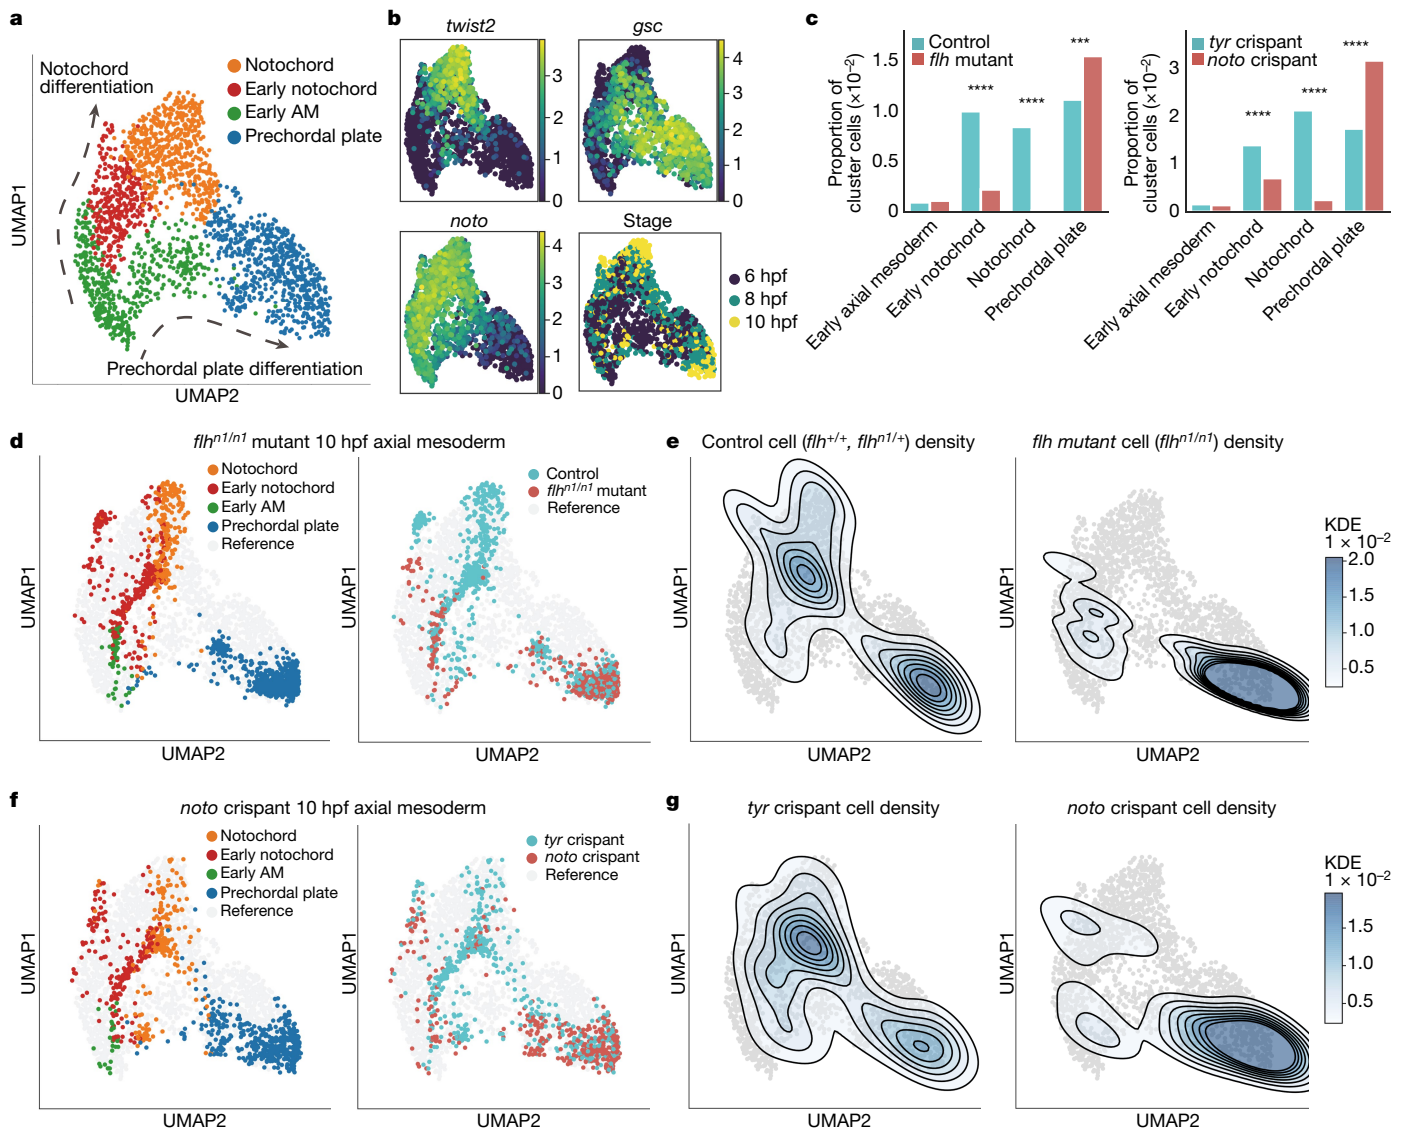 a
Notochord
differentiation
Notochord
Early notochord
Early AM
Prechordal plate
Prechordal plate differentiation
UMAP1
UMAP2
b
twist2
3
2
1
0
gsc
4
3
2
1
0
noto
4
3
2
1
0
Stage
6 hpf
8 hpf
10 hpf
c
Proportion of
cluster cells (×10⁻²)
1.5
1.0
0.5
0
Control
flh mutant
****
****
***
Early axial mesoderm
Early notochord
Notochord
Prechordal plate
Proportion of
cluster cells (×10⁻²)
3
2
1
0
tyr crispant
noto crispant
****
****
****
Early axial mesoderm
Early notochord
Notochord
Prechordal plate
d
flhⁿ¹/ⁿ¹ mutant 10 hpf axial mesoderm
Notochord
Early notochord
Early AM
Prechordal plate
Reference
UMAP1
UMAP2
Control
flhⁿ¹/ⁿ¹ mutant
Reference
UMAP1
UMAP2
e
Control cell (flh⁺/⁺, flhⁿ¹/⁺) density
UMAP1
UMAP2
flh mutant cell (flhⁿ¹/ⁿ¹) density
UMAP1
UMAP2
KDE
1 × 10⁻²
2.0
1.5
1.0
0.5
f
noto crispant 10 hpf axial mesoderm
Notochord
Early notochord
Early AM
Prechordal plate
Reference
UMAP1
UMAP2
tyr crispant
noto crispant
Reference
UMAP1
UMAP2
g
tyr crispant cell density
UMAP1
UMAP2
noto crispant cell density
UMAP1
UMAP2
KDE
1 × 10⁻²
1.5
1.0
0.5